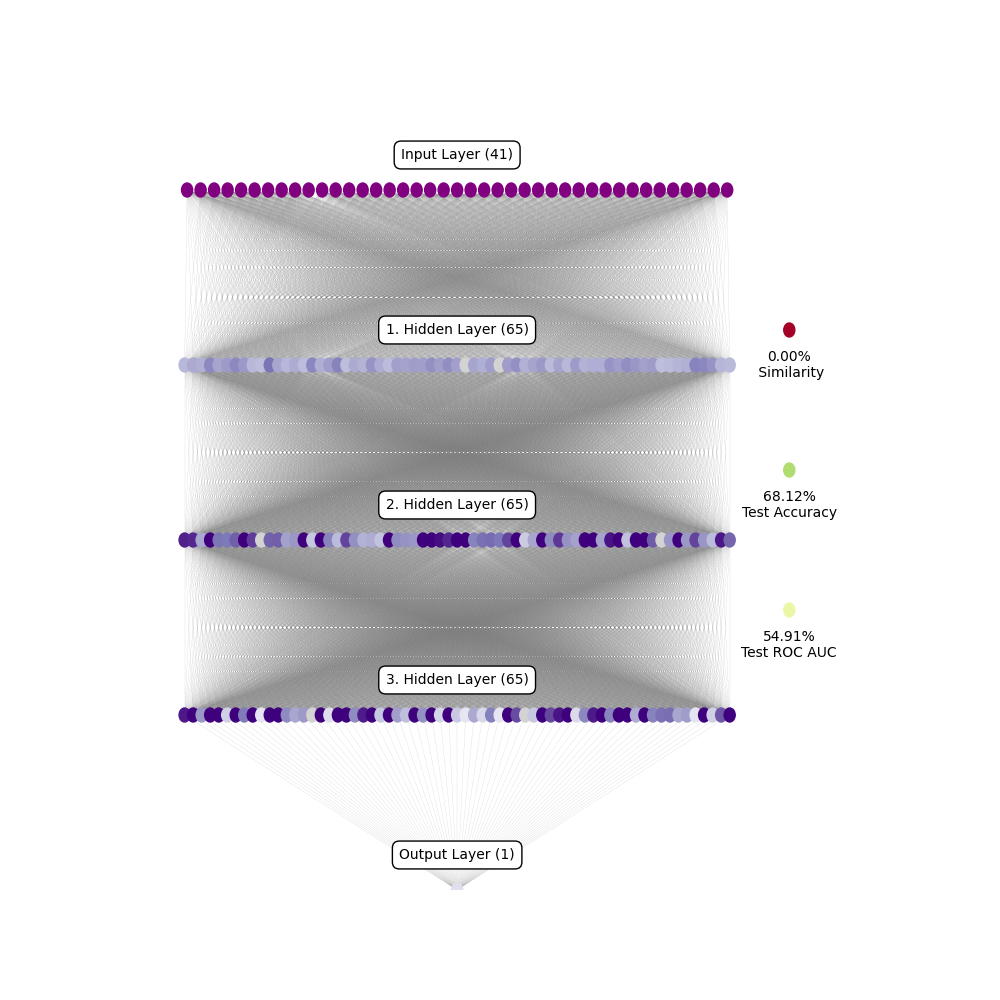 Input Layer (41)
1. Hidden Layer (65)
0.00%
Similarity
2. Hidden Layer (65)
68.12%
Test Accuracy
54.91%
Test ROC AUC
3. Hidden Layer (65)
Output Layer (1)